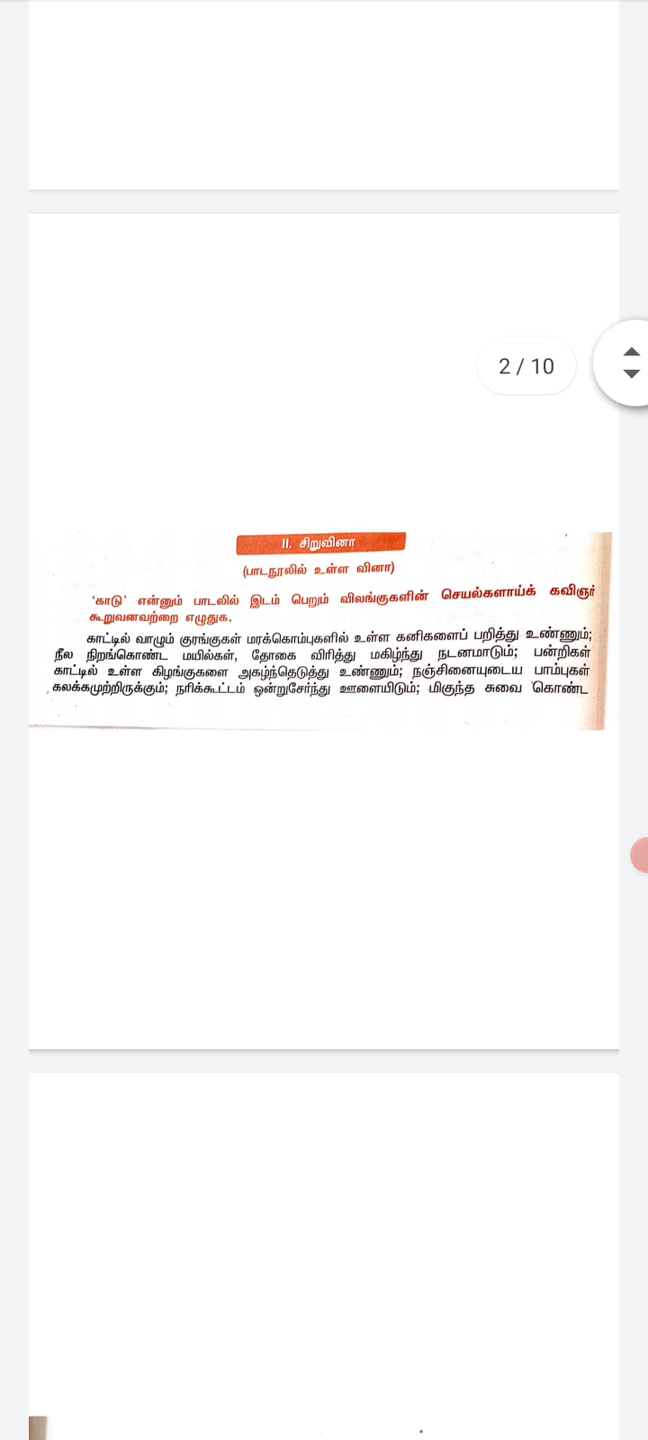 2 / 10
II. சிறுவினா
(பாடநூலில் உள்ள வினா)
'காடு' என்னும் பாடலில் இடம் பெறும் விலங்குகளின் செயல்களாய்க் கவிஞர்
கூறுவனவற்றை எழுதுக.
காட்டில் வாழும் குரங்குகள் மரக்கொம்புகளில் உள்ள கனிகளைப் பறித்து உண்ணும்;
நீல நிறங்கொண்ட மயில்கள், தோகை விரித்து மகிழ்ந்து நடனமாடும்; பன்றிகள்
காட்டில் உள்ள கிழங்குகளை அகழ்ந்தெடுத்து உண்ணும்; நஞ்சினையுடைய பாம்புகள்
கலக்கமுற்றிருக்கும்; நரிக்கூட்டம் ஒன்றுசேர்ந்து ஊளையிடும்; மிகுந்த சுவை கொண்ட